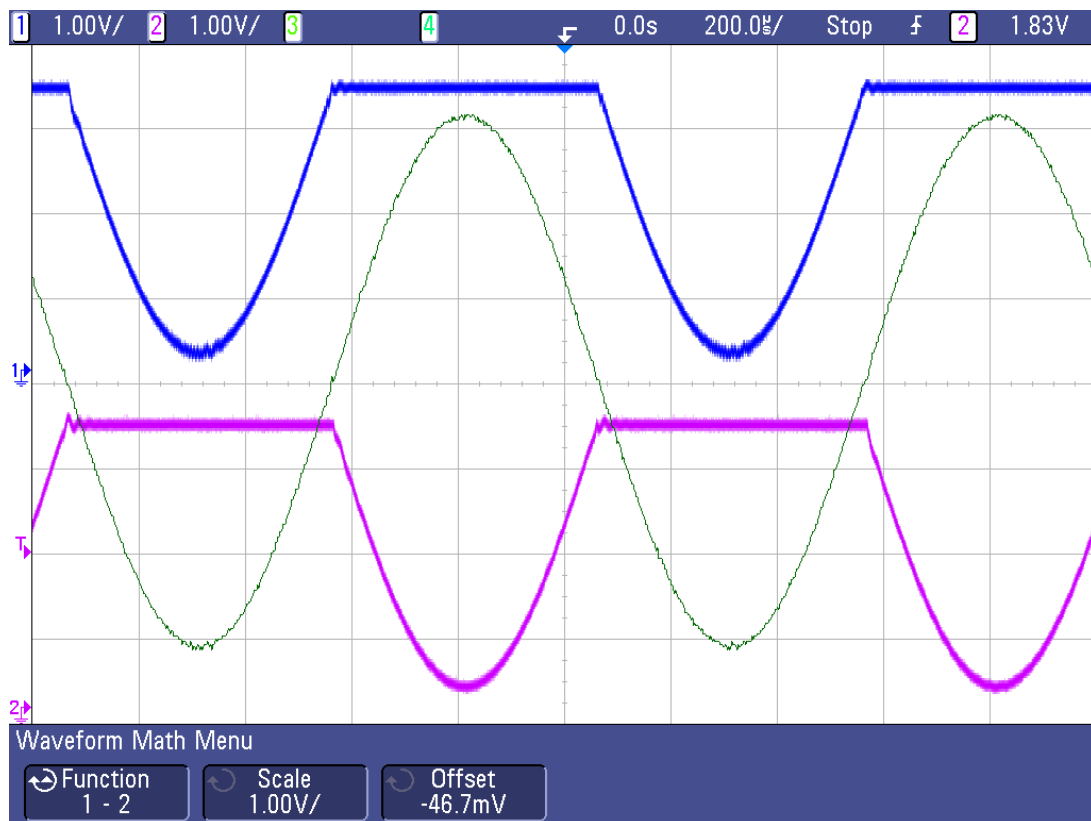 1 1.00V/ 2 1.00V/ 3 4 0.0s 200.0µs/ Stop 2 1.83V
1
T
2
Waveform Math Menu
Function Scale Offset
1 - 2 1.00V/ -46.7mV